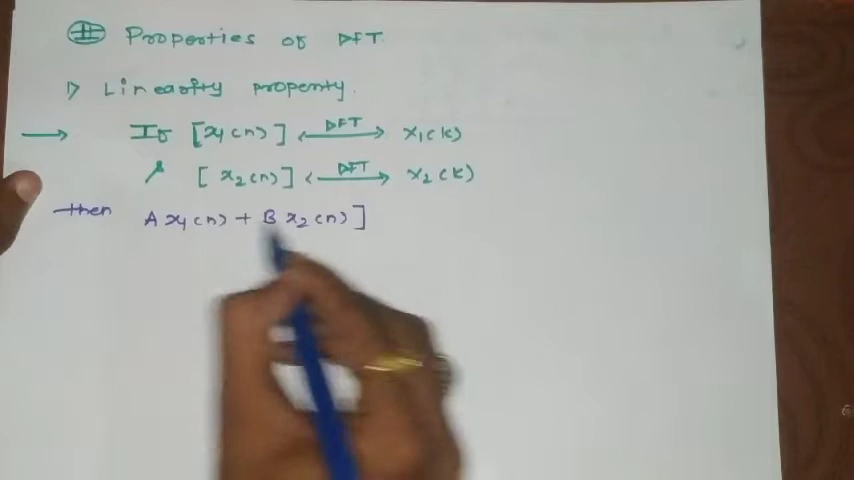 # Properties of DFT.
1) Linearity property.
→ If [x₁(n)] <—DFT—> X₁(k)
& [x₂(n)] <—DFT—> X₂(k)
then A x₁(n) + B x₂(n)]